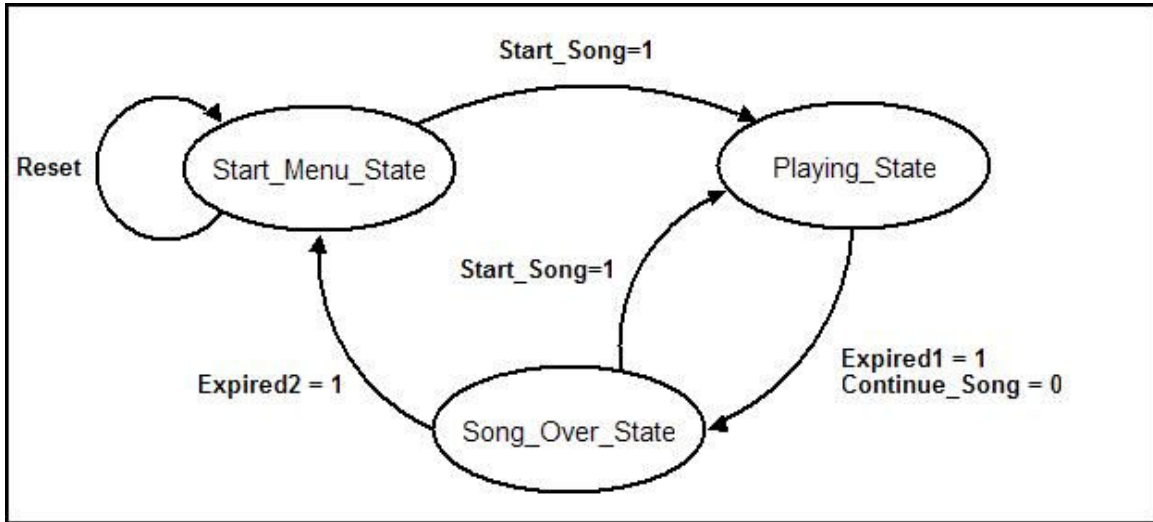 Start_Song=1
Reset
Start_Menu_State
Playing_State
Start_Song=1
Expired2 = 1
Expired1 = 1
Continue_Song = 0
Song_Over_State